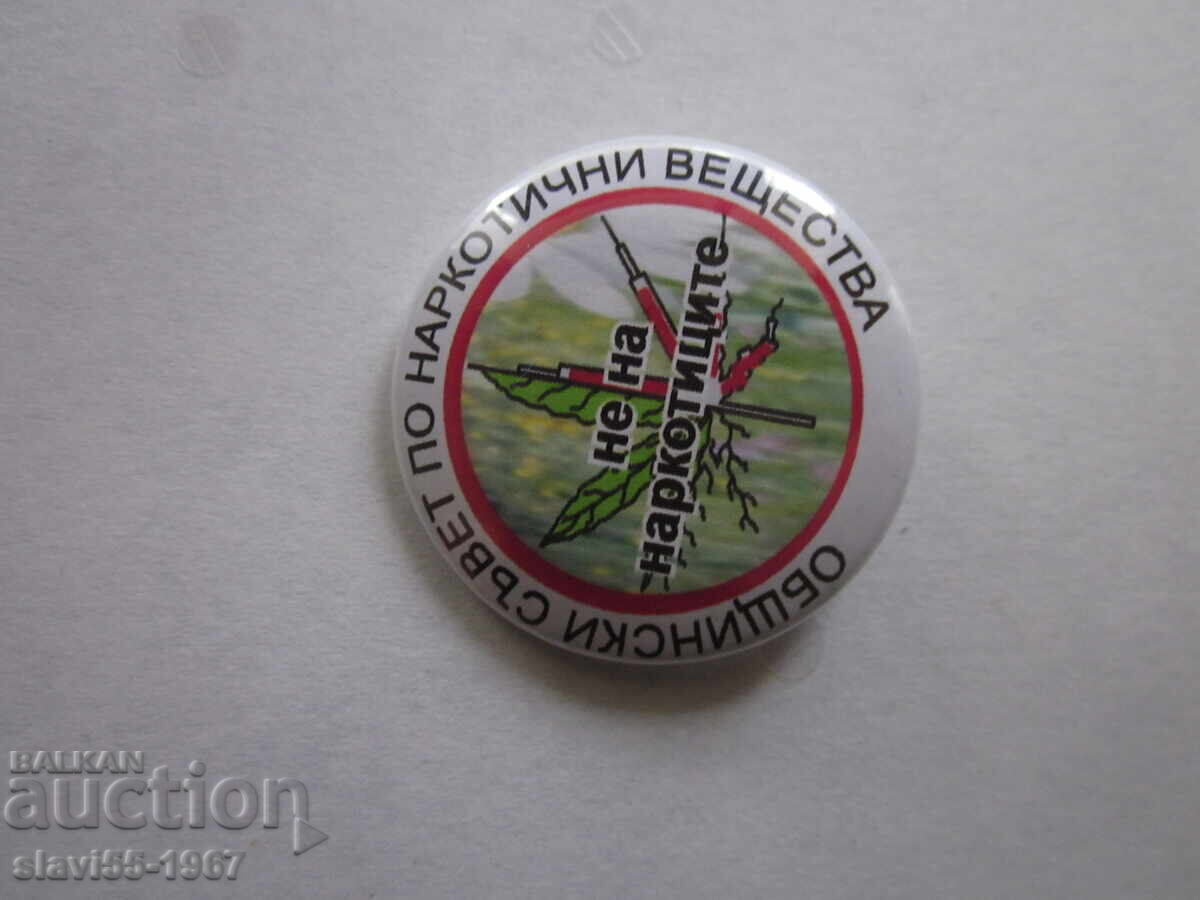 ОБЩИНСКИ СЪВЕТ ПО НАРКОТИЧНИ ВЕЩЕСТВА
не на
наркотиците
BALKAN
auction
slavi55-1967